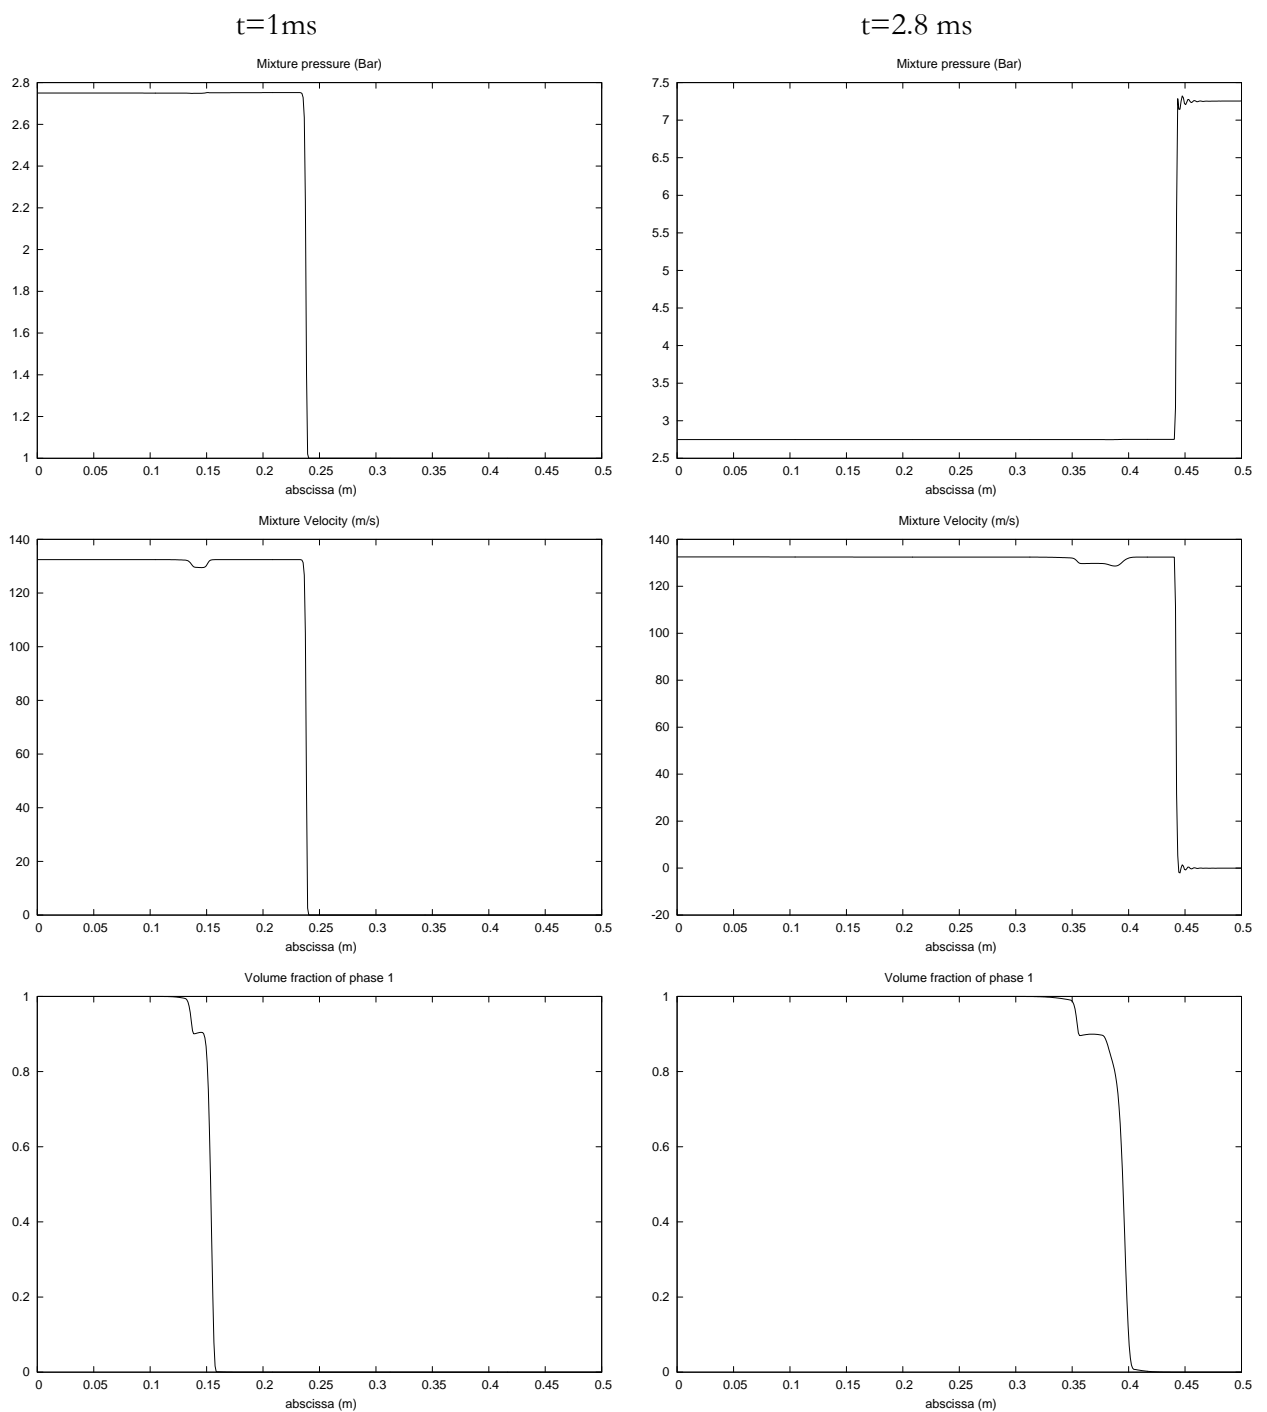 t=1ms
t=2.8 ms
Mixture pressure (Bar)
2.8
2.6
2.4
2.2
2
1.8
1.6
1.4
1.2
1
0 0.05 0.1 0.15 0.2 0.25 0.3 0.35 0.4 0.45 0.5
abscissa (m)
Mixture pressure (Bar)
7.5
7
6.5
6
5.5
5
4.5
4
3.5
3
2.5
0 0.05 0.1 0.15 0.2 0.25 0.3 0.35 0.4 0.45 0.5
abscissa (m)
Mixture Velocity (m/s)
140
120
100
80
60
40
20
0
0 0.05 0.1 0.15 0.2 0.25 0.3 0.35 0.4 0.45 0.5
abscissa (m)
Mixture Velocity (m/s)
140
120
100
80
60
40
20
0
-20
0 0.05 0.1 0.15 0.2 0.25 0.3 0.35 0.4 0.45 0.5
abscissa (m)
Volume fraction of phase 1
1
0.8
0.6
0.4
0.2
0
0 0.05 0.1 0.15 0.2 0.25 0.3 0.35 0.4 0.45 0.5
abscissa (m)
Volume fraction of phase 1
1
0.8
0.6
0.4
0.2
0
0 0.05 0.1 0.15 0.2 0.25 0.3 0.35 0.4 0.45 0.5
abscissa (m)